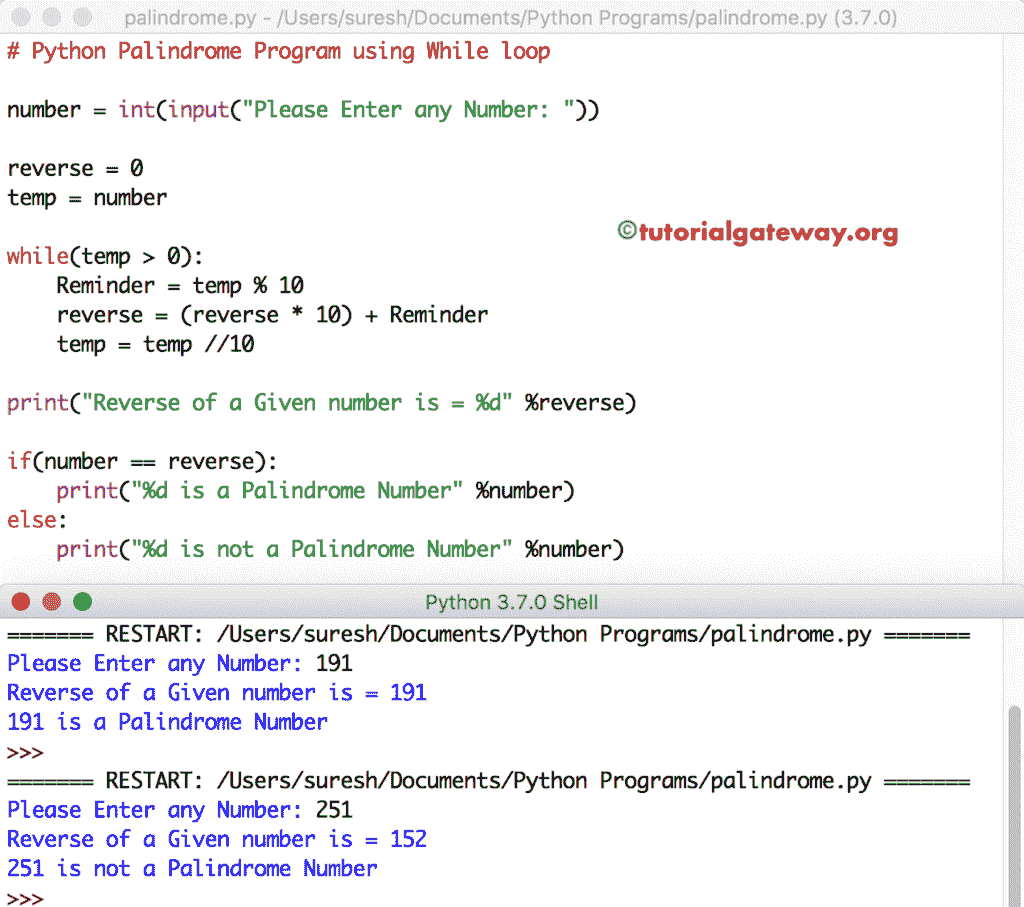 palindrome.py - /Users/suresh/Documents/Python Programs/palindrome.py (3.7.0)
# Python Palindrome Program using While loop
number = int(input("Please Enter any Number: "))
reverse = 0
temp = number
©tutorialgateway.org
while(temp > 0):
    Reminder = temp % 10
    reverse = (reverse * 10) + Reminder
    temp = temp //10
print("Reverse of a Given number is = %d" %reverse)
if(number == reverse):
    print("%d is a Palindrome Number" %number)
else:
    print("%d is not a Palindrome Number" %number)
Python 3.7.0 Shell
======= RESTART: /Users/suresh/Documents/Python Programs/palindrome.py =======
Please Enter any Number: 191
Reverse of a Given number is = 191
191 is a Palindrome Number
>>>
======= RESTART: /Users/suresh/Documents/Python Programs/palindrome.py =======
Please Enter any Number: 251
Reverse of a Given number is = 152
251 is not a Palindrome Number
>>>